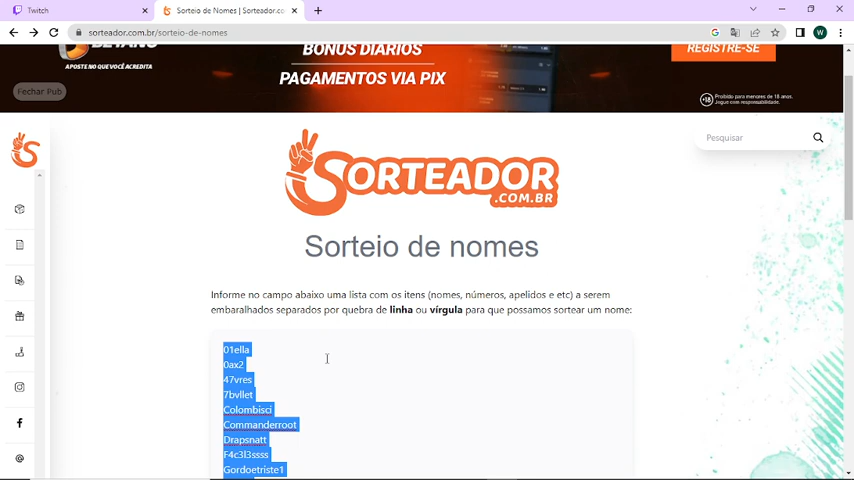 Twitch
Sorteio de Nomes | Sorteador.co
sorteador.com.br/sorteio-de-nomes
W
BETANO
APOSTE NO QUE VOCÊ ACREDITA
BÔNUS DIÁRIOS
PAGAMENTOS VIA PIX
REGISTRE-SE
+18
Proibido para menores de 18 anos.
Jogue com responsabilidade.
Fechar Pub
Pesquisar
SORTEADOR
.COM.BR
Sorteio de nomes
Informe no campo abaixo uma lista com os itens (nomes, números, apelidos e etc) a serem
embaralhados separados por quebra de linha ou vírgula para que possamos sortear um nome:
01ella
0ax2
47vres
7bvllet
Colombisci
Commanderroot
Drapsnatt
F4c3l3ssss
Gordoetriste1